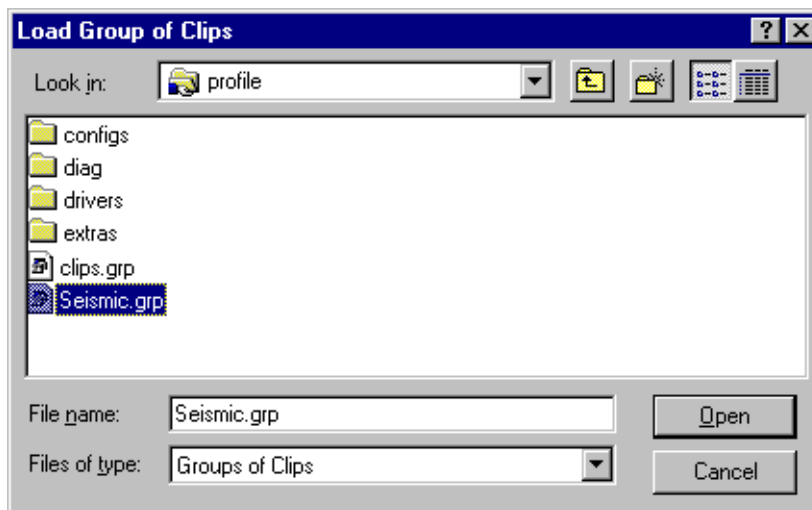 Load Group of Clips
Look in: profile
configs
diag
drivers
extras
clips.grp
Seismic.grp
File name: Seismic.grp Open
Files of type: Groups of Clips Cancel